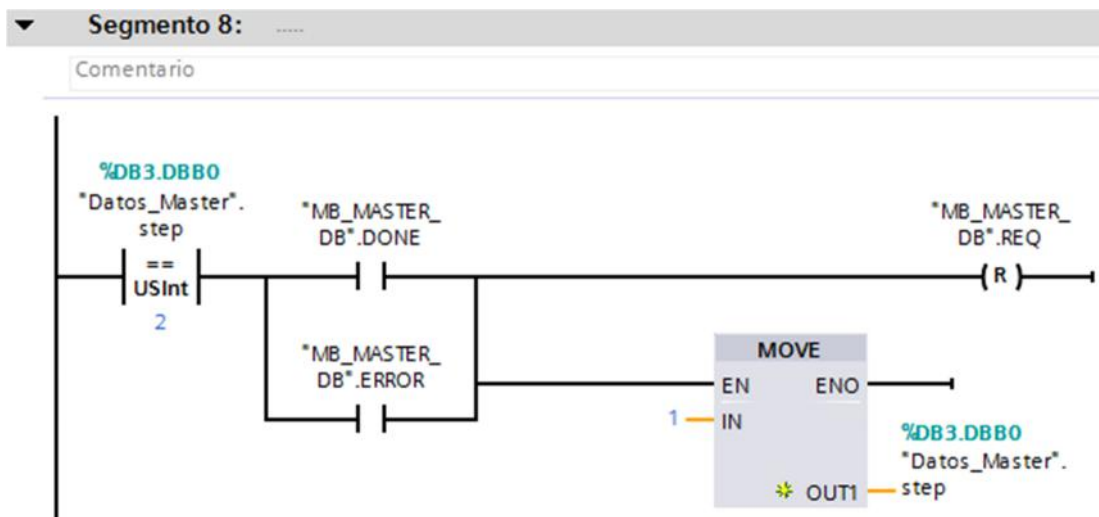 Segmento 8: .....
Comentario
%DB3.DBB0
"Datos_Master".
step
==
USInt
2
"MB_MASTER_
DB".DONE
"MB_MASTER_
DB".ERROR
"MB_MASTER_
DB".REQ
R
MOVE
EN ENO
1 IN
OUT1
%DB3.DBB0
"Datos_Master".
step